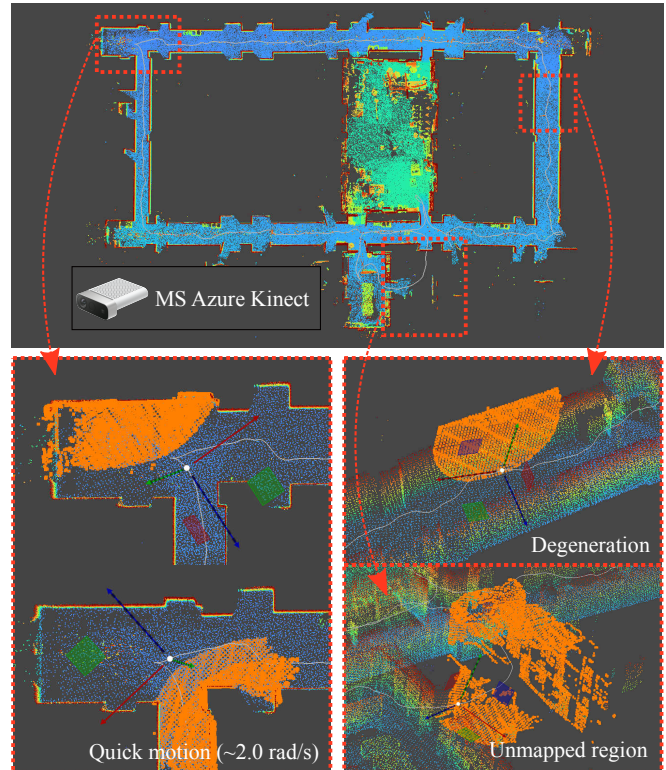 MS Azure Kinect
Degeneration
Quick motion (~2.0 rad/s)
Unmapped region